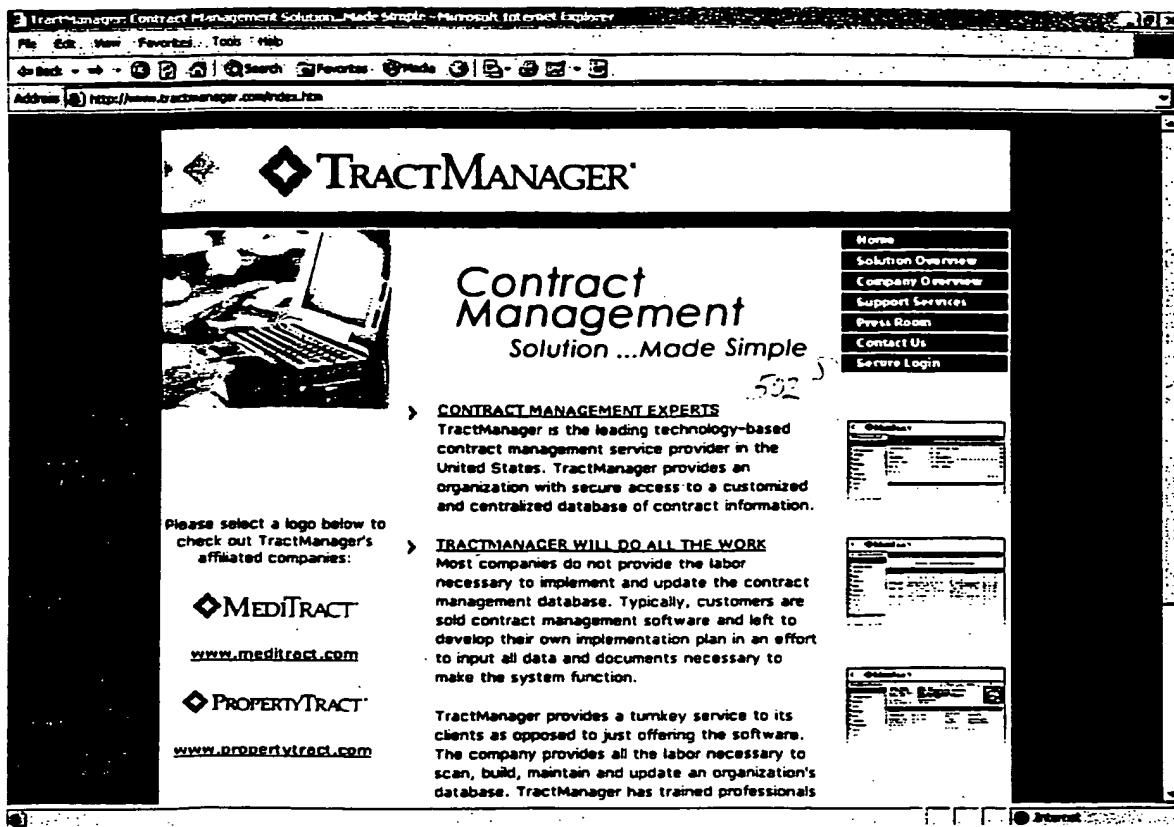 TractManager: Contract Management Solution...Made Simple - Microsoft Internet Explorer
File Edit View Favorites Tools Help
Back Search Favorites Media
Address http://www.tractmanager.com/index.htm
TRACTMANAGER
Contract
Management
Solution ...Made Simple
Home
Solution Overview
Company Overview
Support Services
Press Room
Contact Us
Secure Login
502
CONTRACT MANAGEMENT EXPERTS
TractManager is the leading technology-based
contract management service provider in the
United States. TractManager provides an
organization with secure access to a customized
and centralized database of contract information.
Please select a logo below to
check out TractManager's
affiliated companies:
MEDITRACT
www.meditract.com
PROPERTYTRACT
www.propertytract.com
TRACTMANAGER WILL DO ALL THE WORK
Most companies do not provide the labor
necessary to implement and update the contract
management database. Typically, customers are
sold contract management software and left to
develop their own implementation plan in an effort
to input all data and documents necessary to
make the system function.
TractManager provides a turnkey service to its
clients as opposed to just offering the software.
The company provides all the labor necessary to
scan, build, maintain and update an organization's
database. TractManager has trained professionals
Internet